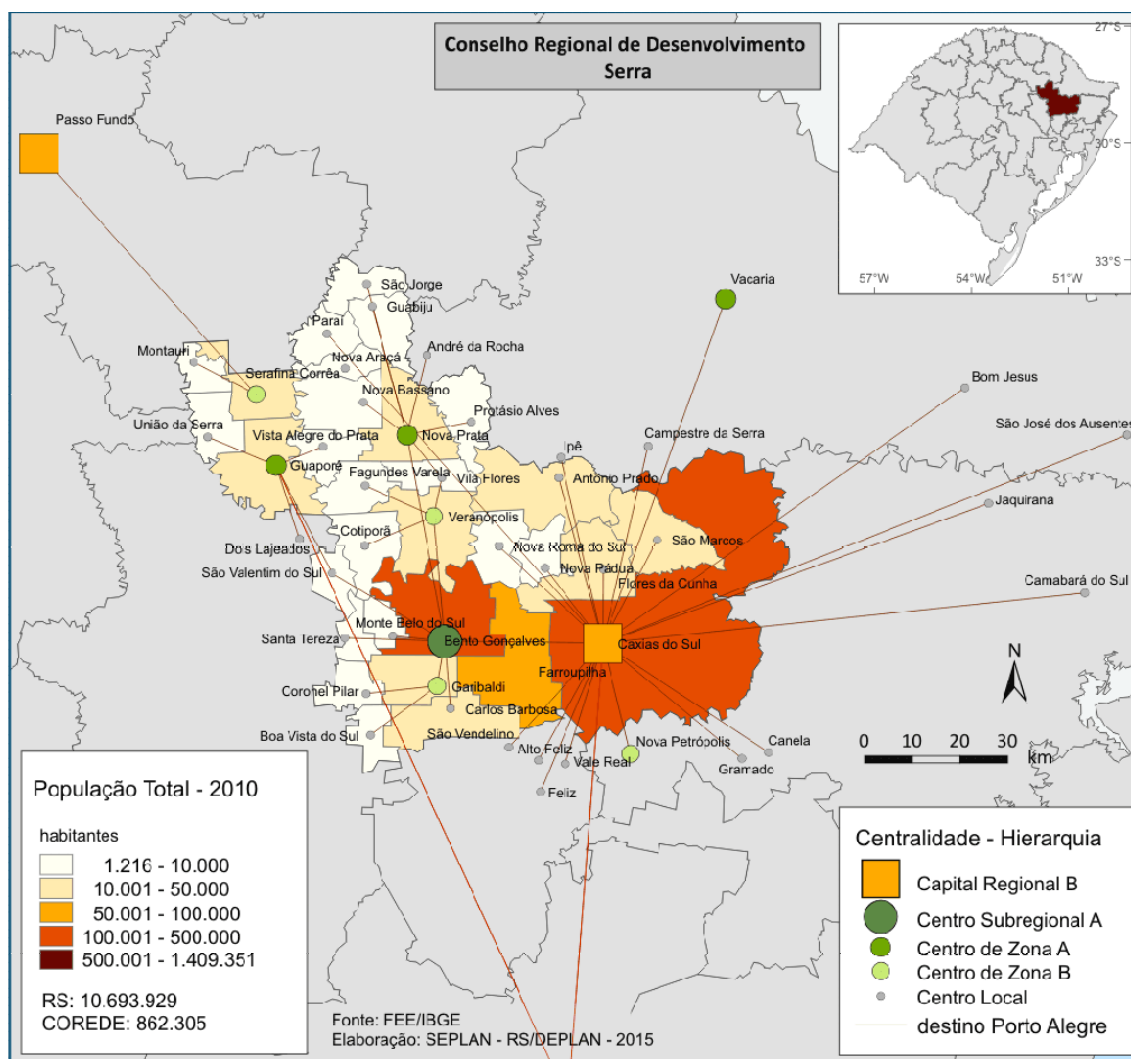 Conselho Regional de Desenvolvimento
Serra
27°S
30°S
33°S
57°W
54°W
51°W
Passo Fundo
Vacaria
São Jorge
Guabiju
Paraí
André da Rocha
Montauri
Nova Araçá
Serafina Corrêa
Bom Jesus
Nova Bassano
Protásio Alves
União da Serra
Vista Alegre do Prata
Nova Prata
São José dos Ausentes
Ipê
Campestre da Serra
Guaporé
Fagundes Varela
Vila Flores
Antônio Prado
Jaquirana
Veranópolis
Cotiporã
Nova Roma do Sul
São Marcos
Dois Lajeados
São Valentim do Sul
Nova Pádua
Flores da Cunha
Camabará do Sul
Monte Belo do Sul
Santa Tereza
Bento Gonçalves
Caxias do Sul
Farroupilha
N
Coronel Pilar
Garibaldi
Carlos Barbosa
Boa Vista do Sul
São Vendelino
Alto Feliz
Nova Petrópolis
Canela
Vale Real
Gramado
Feliz
0 10 20 30
km
População Total - 2010
habitantes
1.216 - 10.000
10.001 - 50.000
50.001 - 100.000
100.001 - 500.000
500.001 - 1.409.351
RS: 10.693.929
COREDE: 862.305
Fonte: FEE/IBGE
Elaboração: SEPLAN - RS/DEPLAN - 2015
Centralidade - Hierarquia
Capital Regional B
Centro Subregional A
Centro de Zona A
Centro de Zona B
Centro Local
destino Porto Alegre